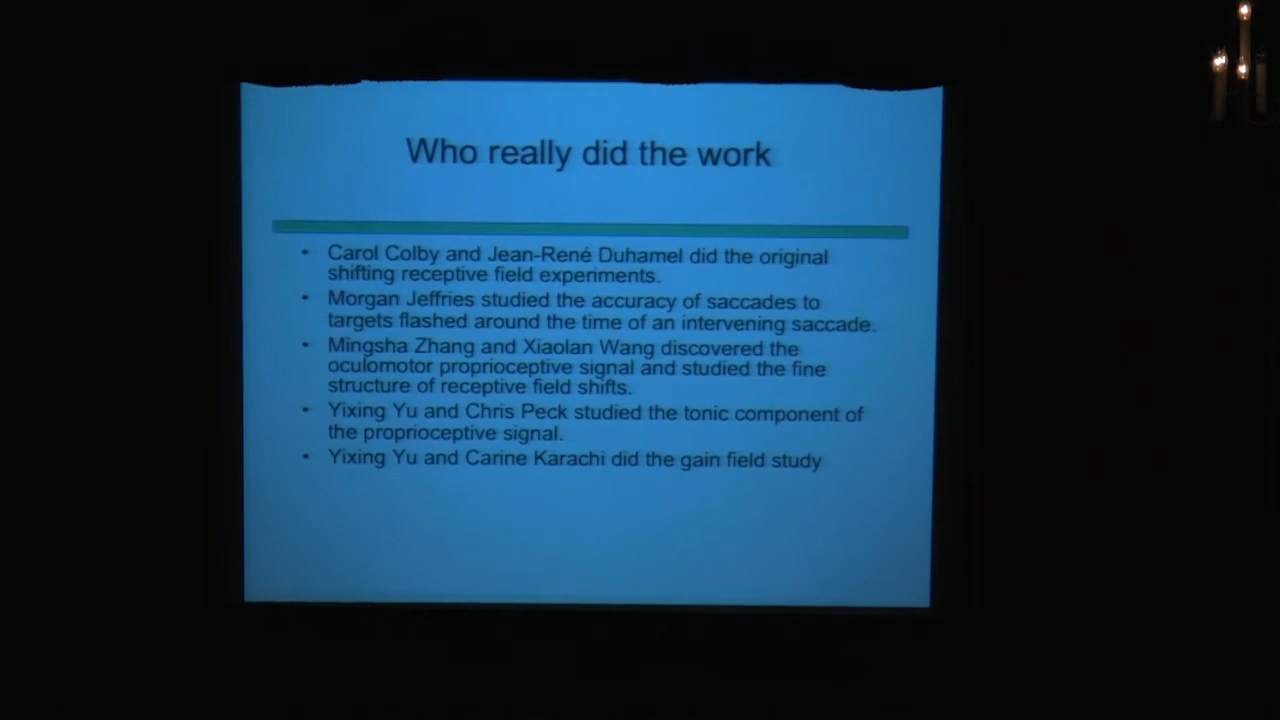 Who really did the work
• Carol Colby and Jean-René Duhamel did the original
shifting receptive field experiments.
• Morgan Jeffries studied the accuracy of saccades to
targets flashed around the time of an intervening saccade.
• Mingsha Zhang and Xiaolan Wang discovered the
oculomotor proprioceptive signal and studied the fine
structure of receptive field shifts.
• Yixing Yu and Chris Peck studied the tonic component of
the proprioceptive signal.
• Yixing Yu and Carine Karachi did the gain field study